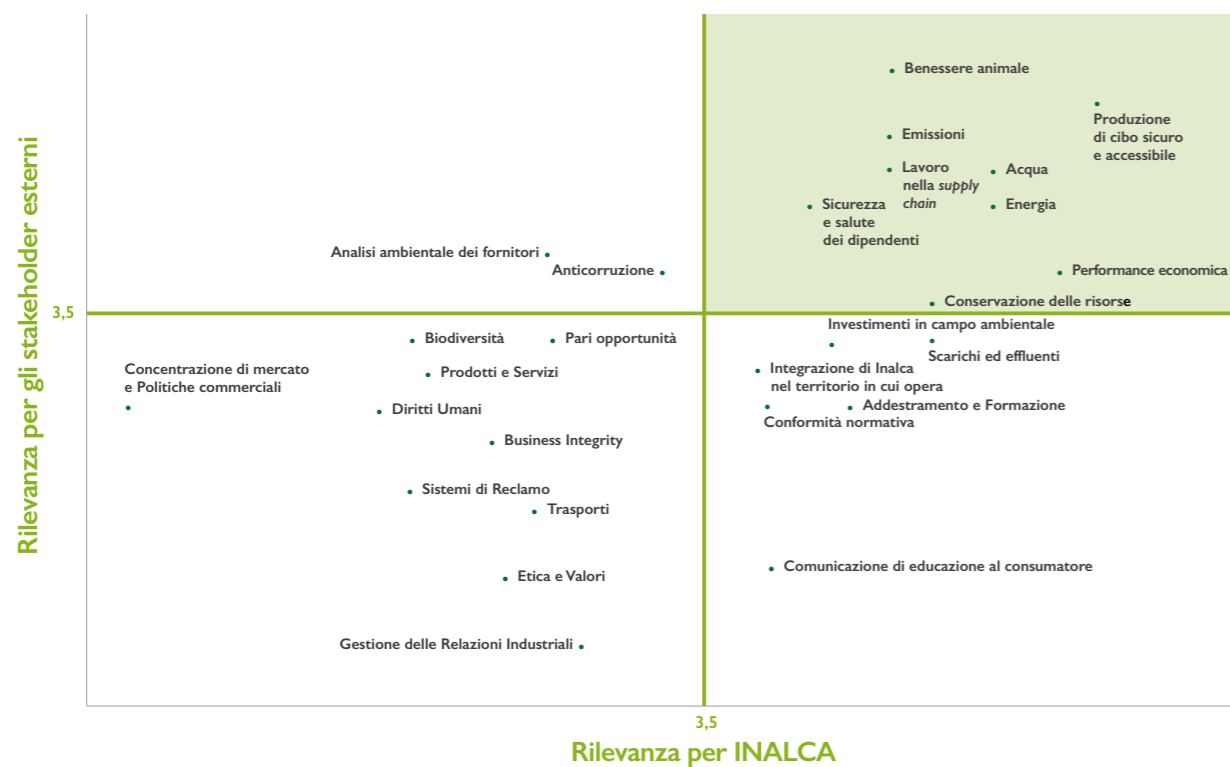 Rilevanza per gli stakeholder esterni
Benessere animale
Produzione
di cibo sicuro
e accessibile
Emissioni
Lavoro
nella supply
chain
Acqua
Sicurezza
e salute
dei dipendenti
Energia
Analisi ambientale dei fornitori
Anticorruzione
Performance economica
Conservazione delle risorse
3,5
Investimenti in campo ambientale
Biodiversità
Pari opportunità
Scarichi ed effluenti
Concentrazione di mercato
e Politiche commerciali
Prodotti e Servizi
Integrazione di Inalca
nel territorio in cui opera
Diritti Umani
Addestramento e Formazione
Conformità normativa
Business Integrity
Sistemi di Reclamo
Trasporti
Comunicazione di educazione al consumatore
Etica e Valori
Gestione delle Relazioni Industriali
3,5
Rilevanza per INALCA